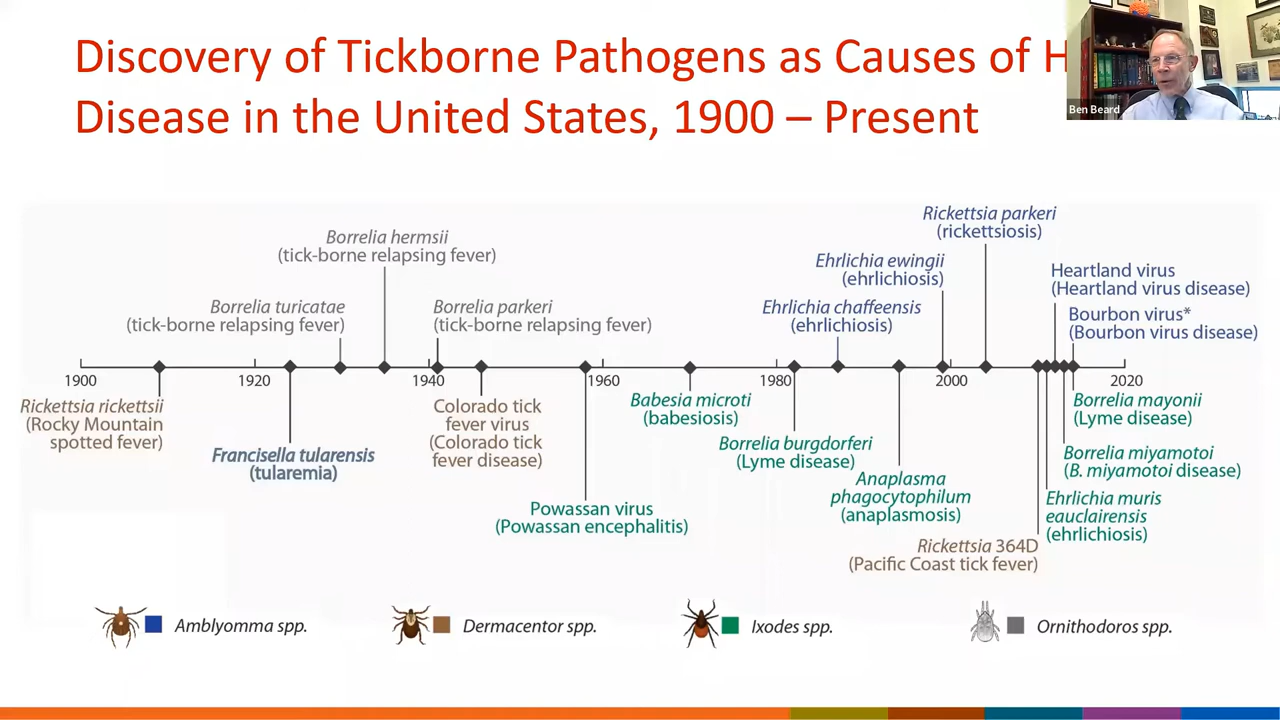 Discovery of Tickborne Pathogens as Causes of H
Disease in the United States, 1900 – Present
Ben Beard
Rickettsia parkeri
(rickettsiosis)
Borrelia hermsii
(tick-borne relapsing fever)
Ehrlichia ewingii
(ehrlichiosis)
Heartland virus
(Heartland virus disease)
Borrelia turicatae
(tick-borne relapsing fever)
Borrelia parkeri
(tick-borne relapsing fever)
Ehrlichia chaffeensis
(ehrlichiosis)
Bourbon virus*
(Bourbon virus disease)
1900
1920
1940
1960
1980
2000
2020
Rickettsia rickettsii
(Rocky Mountain
spotted fever)
Francisella tularensis
(tularemia)
Colorado tick
fever virus
(Colorado tick
fever disease)
Powassan virus
(Powassan encephalitis)
Babesia microti
(babesiosis)
Borrelia burgdorferi
(Lyme disease)
Anaplasma
phagocytophilum
(anaplasmosis)
Rickettsia 364D
(Pacific Coast tick fever)
Borrelia mayonii
(Lyme disease)
Borrelia miyamotoi
(B. miyamotoi disease)
Ehrlichia muris
eauclairensis
(ehrlichiosis)
Amblyomma spp.
Dermacentor spp.
Ixodes spp.
Ornithodoros spp.